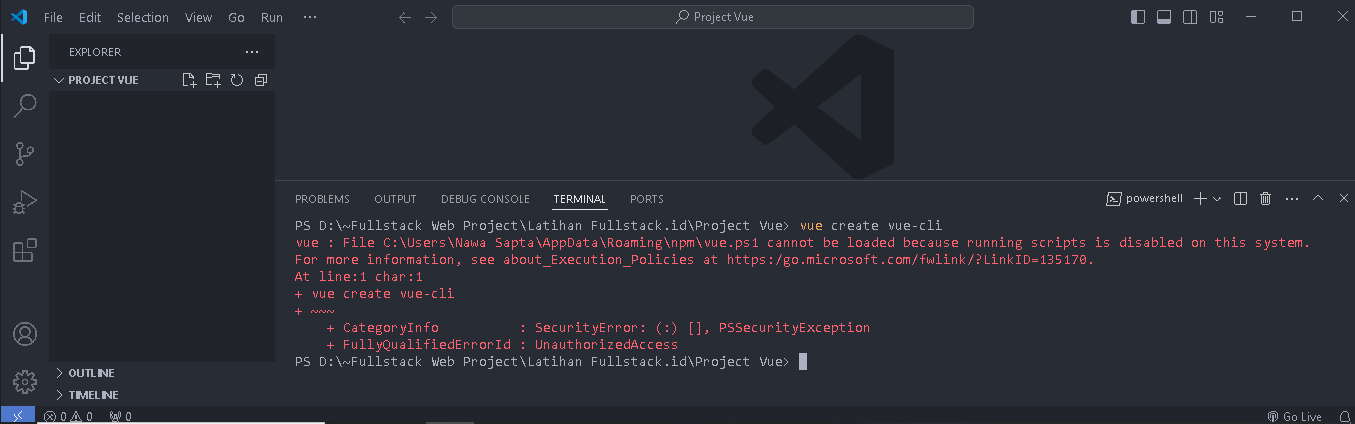 File Edit Selection View Go Run ··· Project Vue
EXPLORER ···
PROJECT VUE
PROBLEMS OUTPUT DEBUG CONSOLE TERMINAL PORTS powershell ···
PS D:\~Fullstack Web Project\Latihan Fullstack.id\Project Vue> vue create vue-cli
vue : File C:\Users\Nawa Sapta\AppData\Roaming\npm\vue.ps1 cannot be loaded because running scripts is disabled on this system.
For more information, see about_Execution_Policies at https:/go.microsoft.com/fwlink/?LinkID=135170.
At line:1 char:1
+ vue create vue-cli
+ ~~~
    + CategoryInfo          : SecurityError: (:) [], PSSecurityException
    + FullyQualifiedErrorId : UnauthorizedAccess
PS D:\~Fullstack Web Project\Latihan Fullstack.id\Project Vue>
OUTLINE
TIMELINE
0 0 0 Go Live